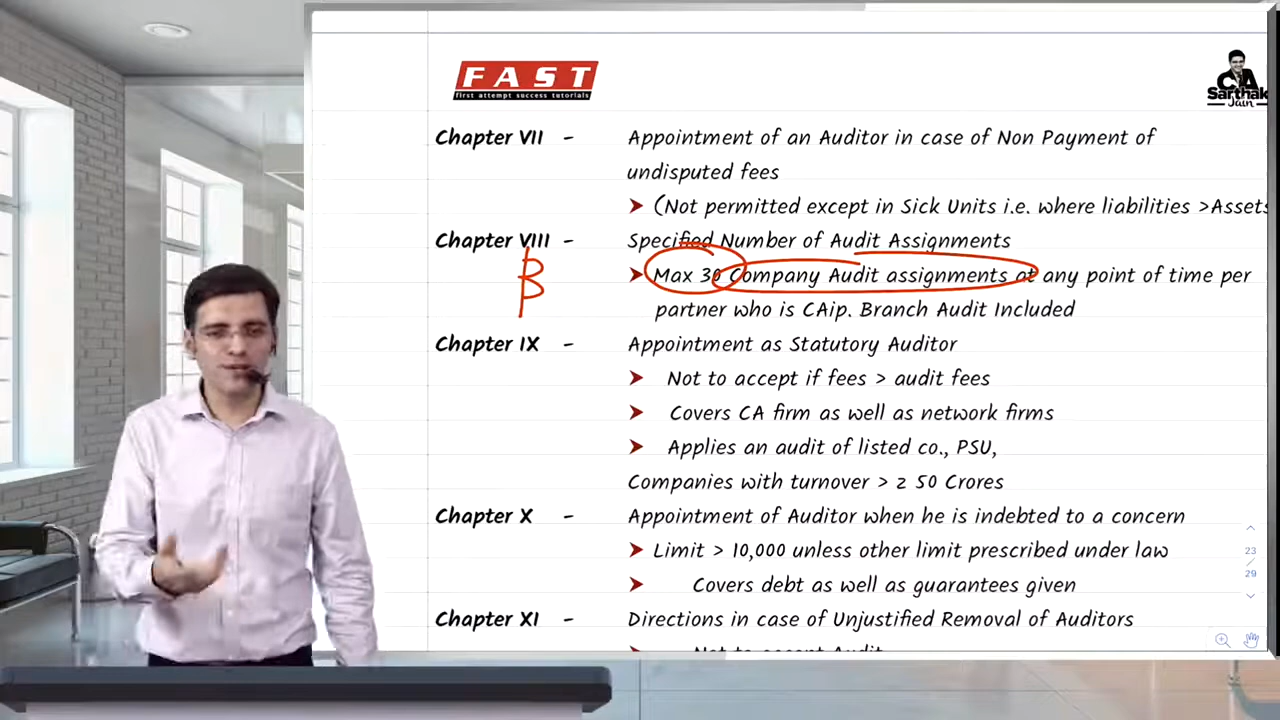 FAST
first attempt success tutorials
CA
Sarthak
Jain
Chapter VII - Appointment of an Auditor in case of Non Payment of
undisputed fees
➤ (Not permitted except in Sick Units i.e. where liabilities >Assets
Chapter VIII - Specified Number of Audit Assignments
➤ Max 30 Company Audit assignments at any point of time per
partner who is CAip. Branch Audit Included
Chapter IX - Appointment as Statutory Auditor
➤ Not to accept if fees > audit fees
➤ Covers CA firm as well as network firms
➤ Applies an audit of listed co., PSU,
Companies with turnover > z 50 Crores
Chapter X - Appointment of Auditor when he is indebted to a concern
➤ Limit > 10,000 unless other limit prescribed under law
➤ Covers debt as well as guarantees given
Chapter XI - Directions in case of Unjustified Removal of Auditors
➤ Not to accept Audit
23
/
29